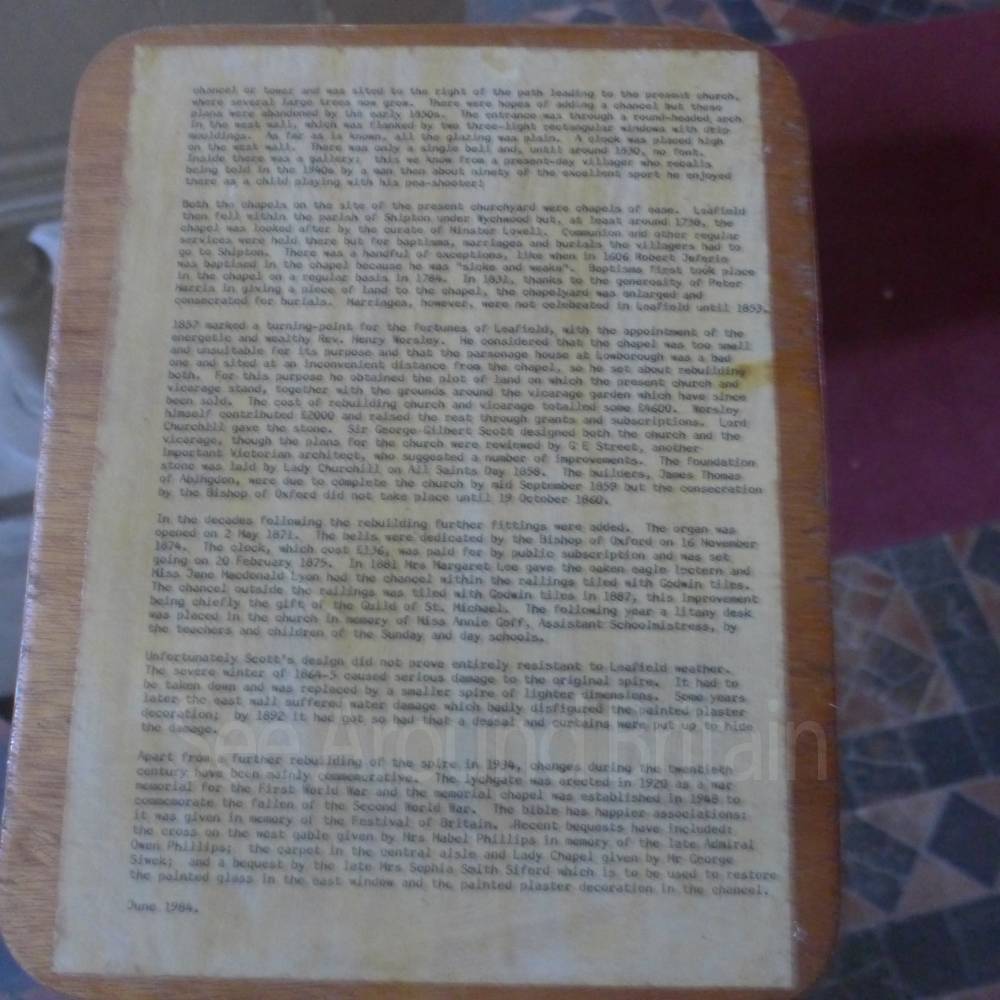 chancel or tower and was sited to the right of the path leading to the present church,
where several large trees now grow. There were hopes of adding a chancel but these
plans were abandoned by the early 1850s. The entrance was through a round-headed arch
in the west wall, which was flanked by two three-light rectangular windows with drip
mouldings. As far as is known, all the glazing was plain. A clock was placed high
on the west wall. There was only a single bell and, until around 1830, no font.
Inside there was a gallery: this we know from a present-day villager who recalls
being told in the 1940s by a man then about ninety of the excellent sport he enjoyed
there as a child playing with his pea-shooter!
Both the chapels on the site of the present churchyard were chapels of ease. Leafield
then fell within the parish of Shipton under Wychwood but, at least around 1738, the
chapel was looked after by the curate of Minster Lovell. Communion and other regular
services were held there but for baptisms, marriages and burials the villagers had to
go to Shipton. There was a handful of exceptions, like when in 1606 Robert Jeferie
was baptised in the chapel because he was "sicke and weake". Baptisms first took place
in the chapel on a regular basis in 1784. In 1832, thanks to the generosity of Peter
Harris in giving a piece of land to the chapel, the chapelyard was enlarged and
consecrated for burials. Marriages, however, were not celebrated in Leafield until 1853.
1857 marked a turning-point for the fortunes of Leafield, with the appointment of the
energetic and wealthy Rev. Henry Worsley. He considered that the chapel was too small
and unsuitable for its purpose and that the parsonage house at Lowborough was a bad
one and sited at an inconvenient distance from the chapel, so he set about rebuilding
both. For this purpose he obtained the plot of land on which the present church and
vicarage stand, together with the grounds around the vicarage garden which have since
been sold. The cost of rebuilding church and vicarage totalled some £4600. Worsley
himself contributed £2000 and raised the rest through grants and subscriptions. Lord
Churchill gave the stone. Sir George Gilbert Scott designed both the church and the
vicarage, though the plans for the church were reviewed by G E Street, another
important Victorian architect, who suggested a number of improvements. The foundation
stone was laid by Lady Churchill on All Saints Day 1858. The builders, James Thomas
of Abingdon, were due to complete the church by mid September 1859 but the consecration
by the Bishop of Oxford did not take place until 19 October 1860.
In the decades following the rebuilding further fittings were added. The organ was
opened on 2 May 1871. The bells were dedicated by the Bishop of Oxford on 16 November
1874. The clock, which cost £136, was paid for by public subscription and was set
going on 20 February 1875. In 1881 Mrs Margaret Lee gave the oaken eagle lectern and
Miss Jane Macdonald Lyon had the chancel within the railings tiled with Godwin tiles.
The chancel outside the railings was tiled with Godwin tiles in 1887, this improvement
being chiefly the gift of the Guild of St. Michael. The following year a litany desk
was placed in the church in memory of Miss Annie Goff, Assistant Schoolmistress, by
the teachers and children of the Sunday and day schools.
Unfortunately Scott's design did not prove entirely resistant to Leafield weather.
The severe winter of 1864-5 caused serious damage to the original spire. It had to
be taken down and was replaced by a smaller spire of lighter dimensions. Some years
later the east wall suffered water damage which badly disfigured the painted plaster
decoration; by 1892 it had got so bad that a dossal and curtains were put up to hide
the damage.
Apart from a further rebuilding of the spire in 1934, changes during the twentieth
century have been mainly commemorative. The lychgate was erected in 1920 as a war
memorial for the First World War and the memorial chapel was established in 1948 to
commemorate the fallen of the Second World War. The bible has happier associations:
it was given in memory of the Festival of Britain. Recent bequests have included:
the cross on the west gable given by Mrs Mabel Phillips in memory of the late Admiral
Owen Phillips; the carpet in the central aisle and Lady Chapel given by Mr George
Siwek; and a bequest by the late Mrs Sophia Smith Siford which is to be used to restore
the painted glass in the east window and the painted plaster decoration in the chancel.
June 1984.
See Around Britain